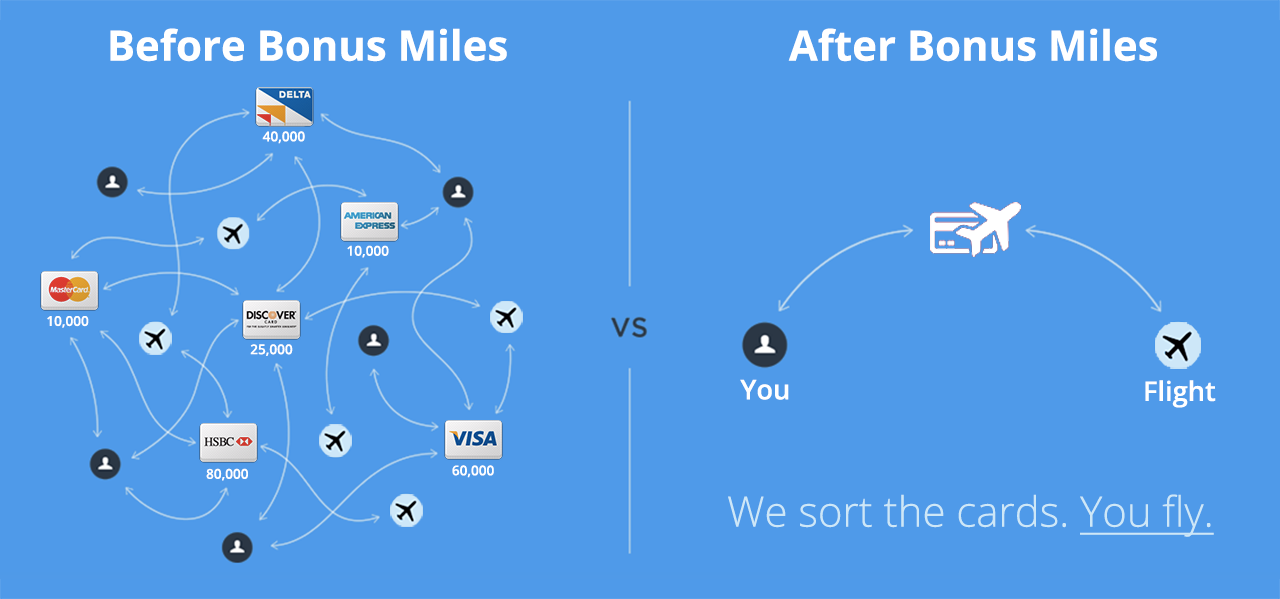 Before Bonus Miles
DELTA
40,000
AMERICAN
EXPRESS
10,000
MasterCard
10,000
DISCOVER
CARD
25,000
HSBC
80,000
VISA
60,000
VS
After Bonus Miles
You
Flight
We sort the cards. You fly.